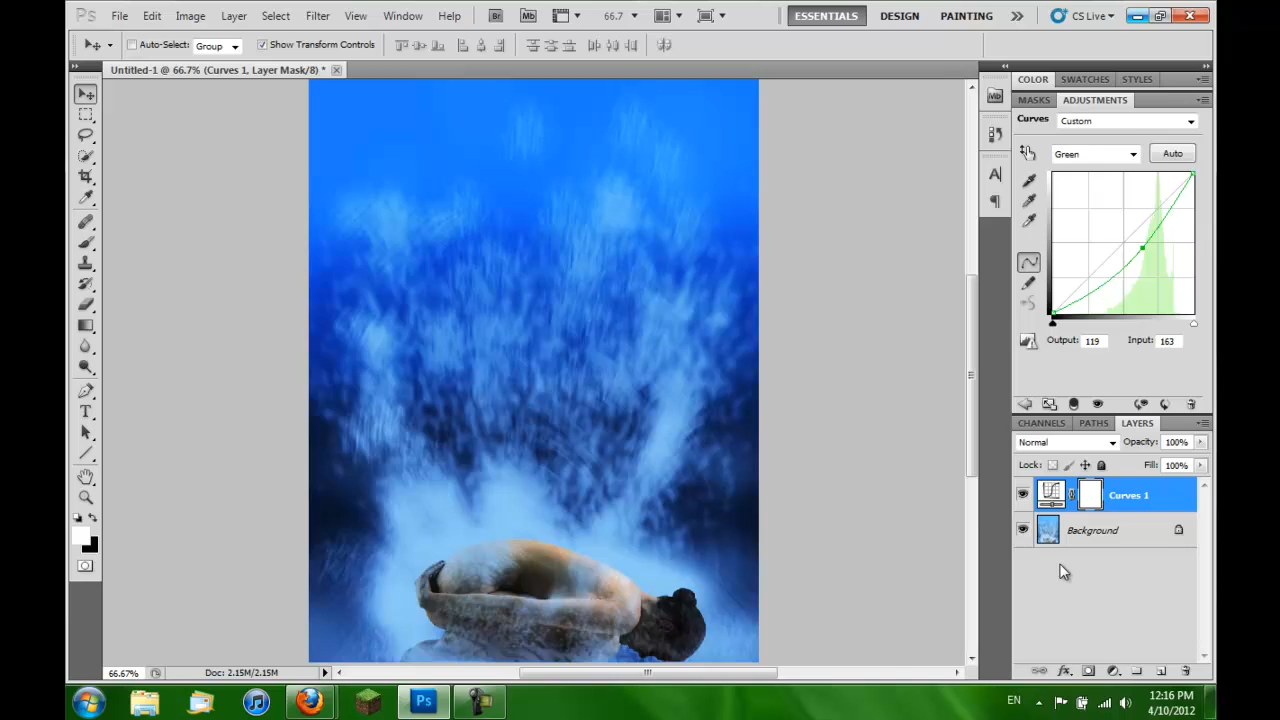 Ps File Edit Image Layer Select Filter View Window Help Br Mb 66.7 ESSENTIALS DESIGN PAINTING CS Live
Auto-Select: Group Show Transform Controls
Untitled-1 @ 66.7% (Curves 1, Layer Mask/8) *
COLOR SWATCHES STYLES
Mb
MASKS ADJUSTMENTS
Curves Custom
Green Auto
A
Output: 119 Input: 163
CHANNELS PATHS LAYERS
Normal Opacity: 100%
Lock: Fill: 100%
Curves 1
Background
T
fx
66.67% Doc: 2.15M/2.15M
Ps
EN
12:16 PM
4/10/2012